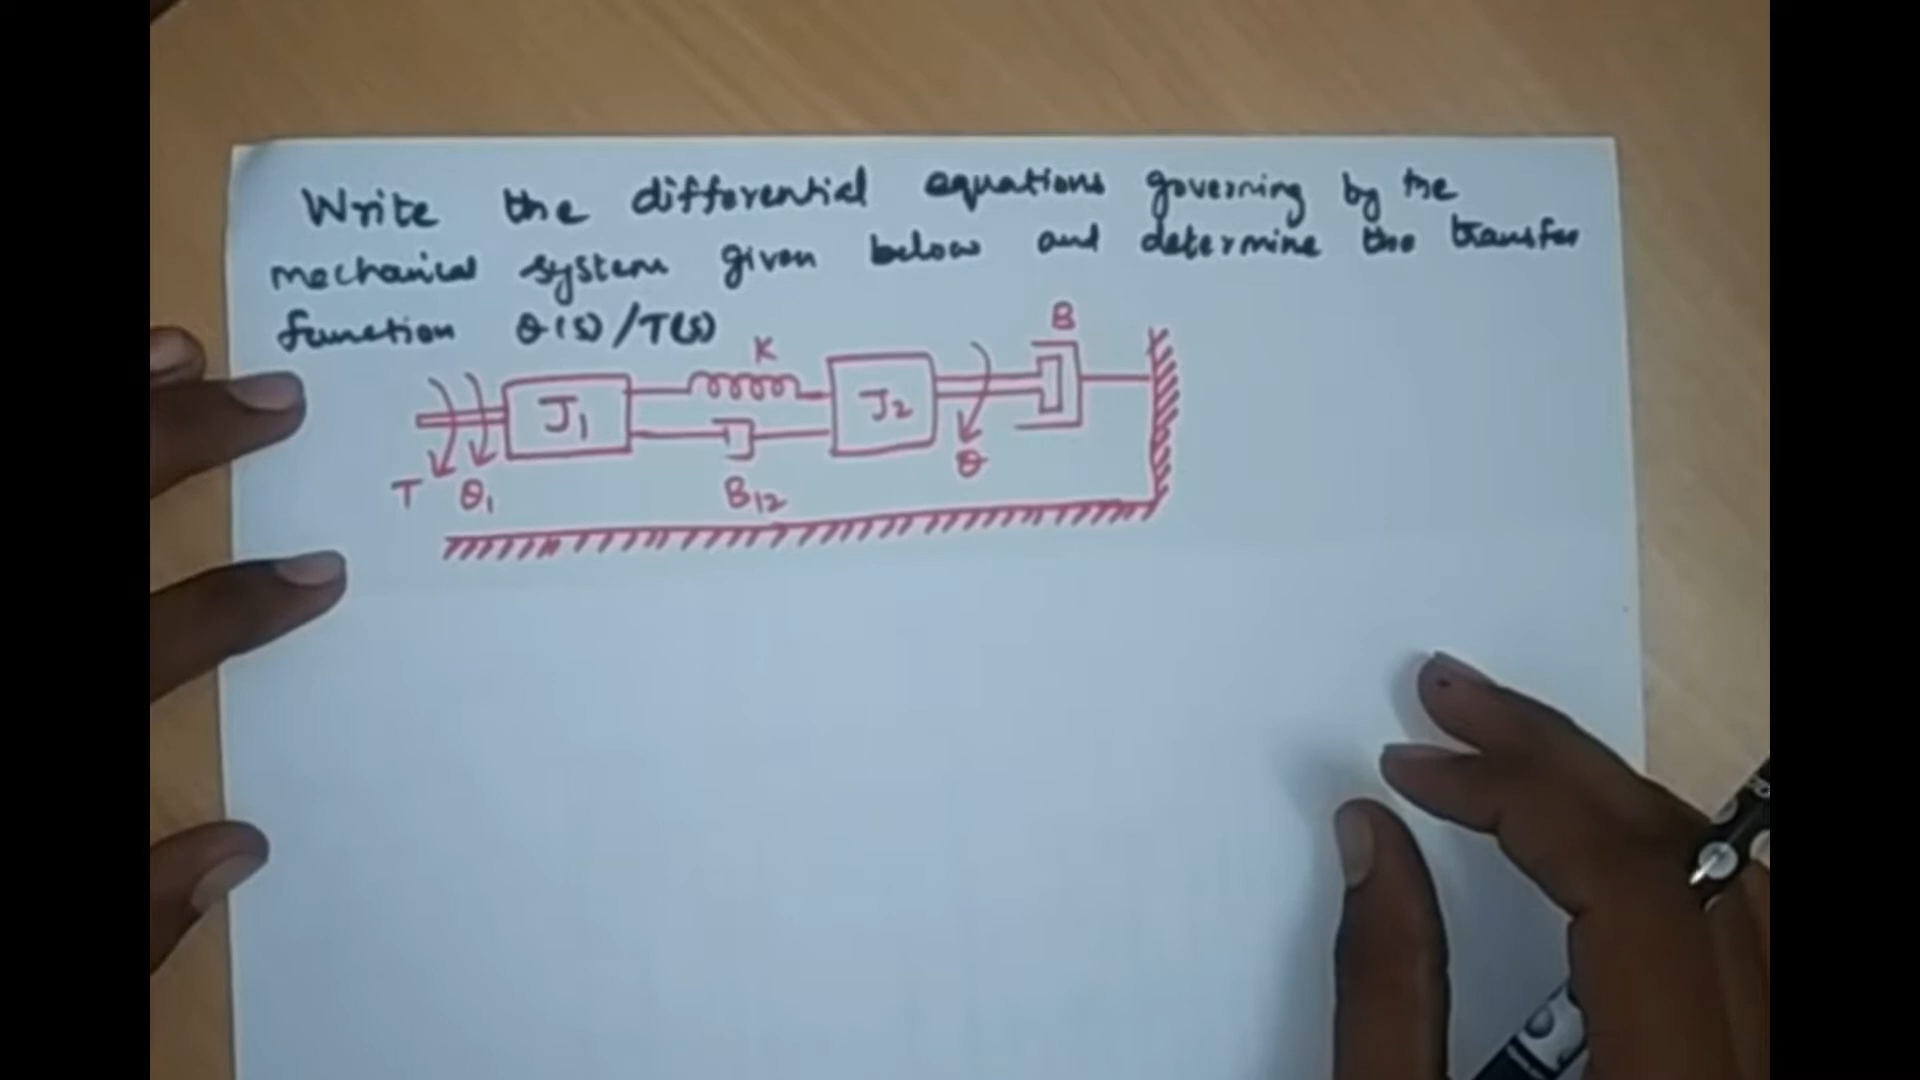 Write the differential equations governing by the
mechanical system given below and determine the transfer
function θ(s)/T(s)
B
K
J1
J2
θ
T θ1
B12